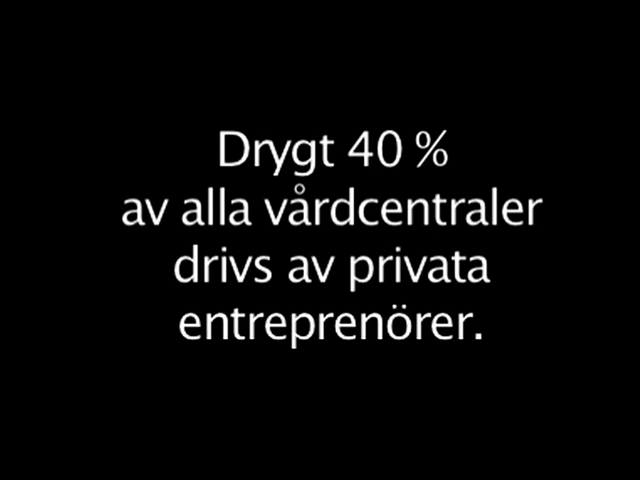 Drygt 40 %
av alla vårdcentraler
drivs av privata
entreprenörer.